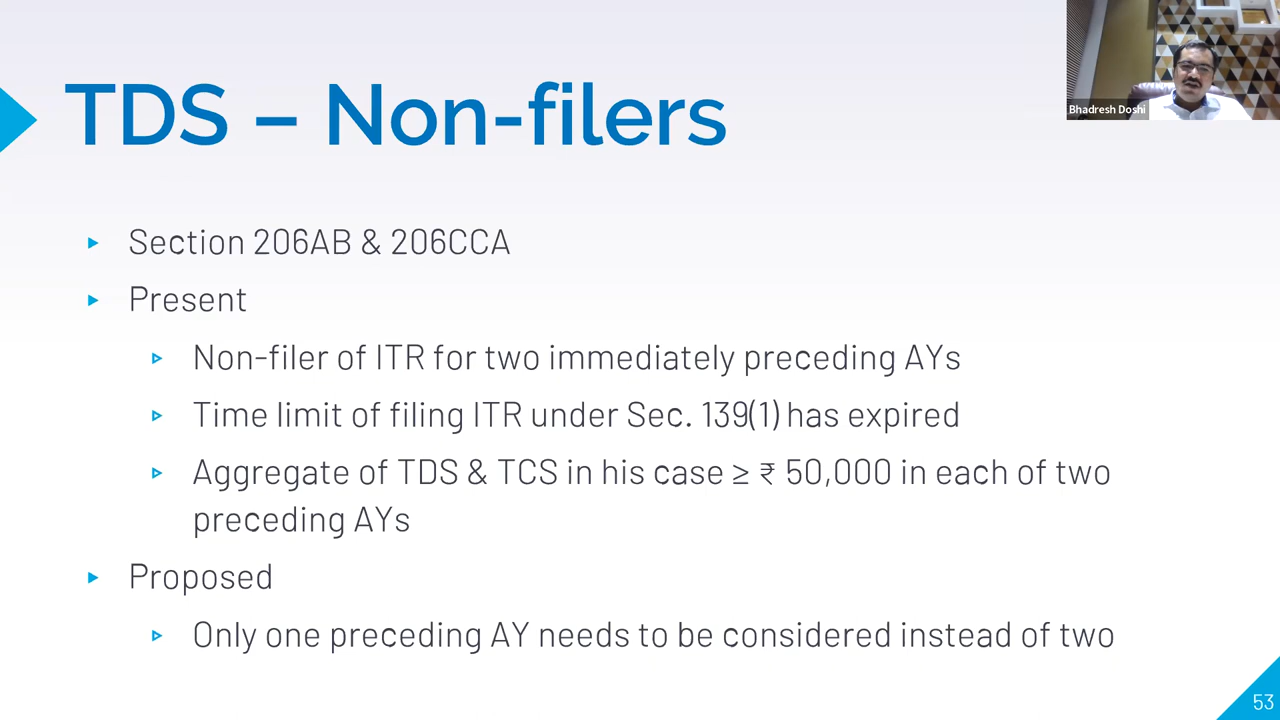 Bhadresh Doshi
TDS – Non-filers
Section 206AB & 206CCA
Present
Non-filer of ITR for two immediately preceding AYs
Time limit of filing ITR under Sec. 139(1) has expired
Aggregate of TDS & TCS in his case ≥ ₹ 50,000 in each of two
preceding AYs
Proposed
Only one preceding AY needs to be considered instead of two
53